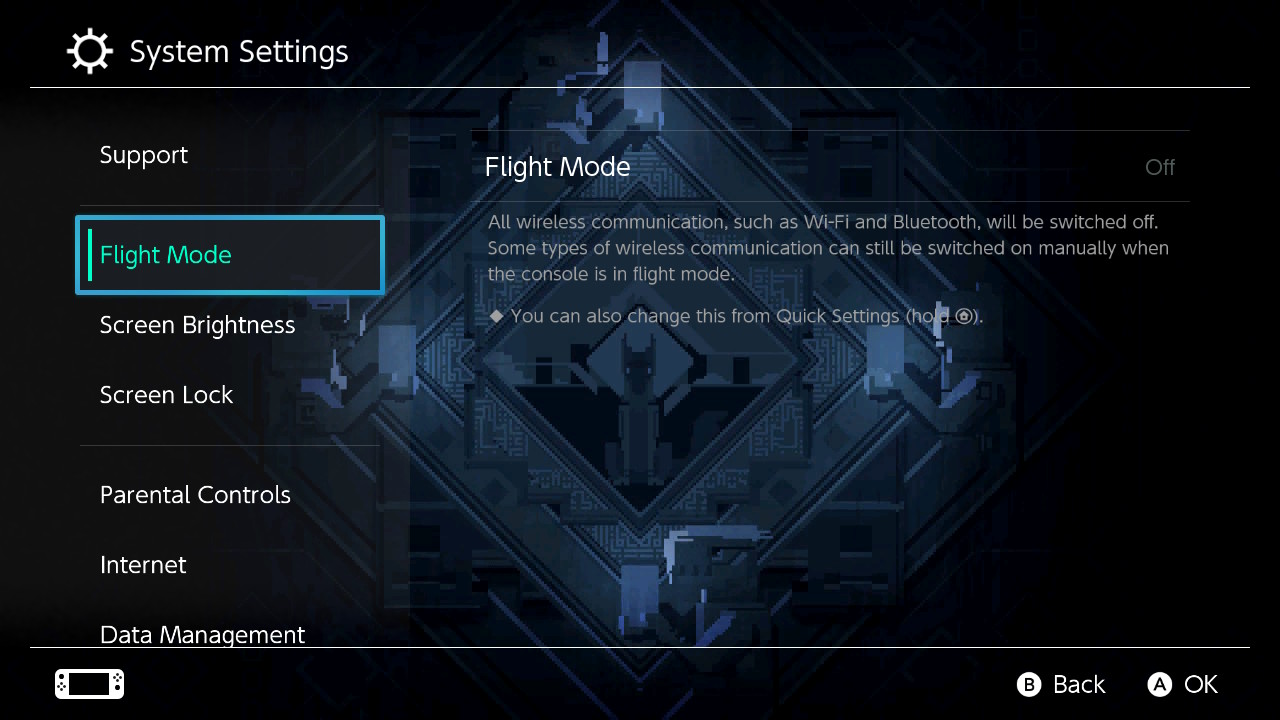 System Settings
Support
Flight Mode
Screen Brightness
Screen Lock
Parental Controls
Internet
Data Management
Flight Mode Off
All wireless communication, such as Wi-Fi and Bluetooth, will be switched off.
Some types of wireless communication can still be switched on manually when
the console is in flight mode.
◆ You can also change this from Quick Settings (hold ).
B Back A OK